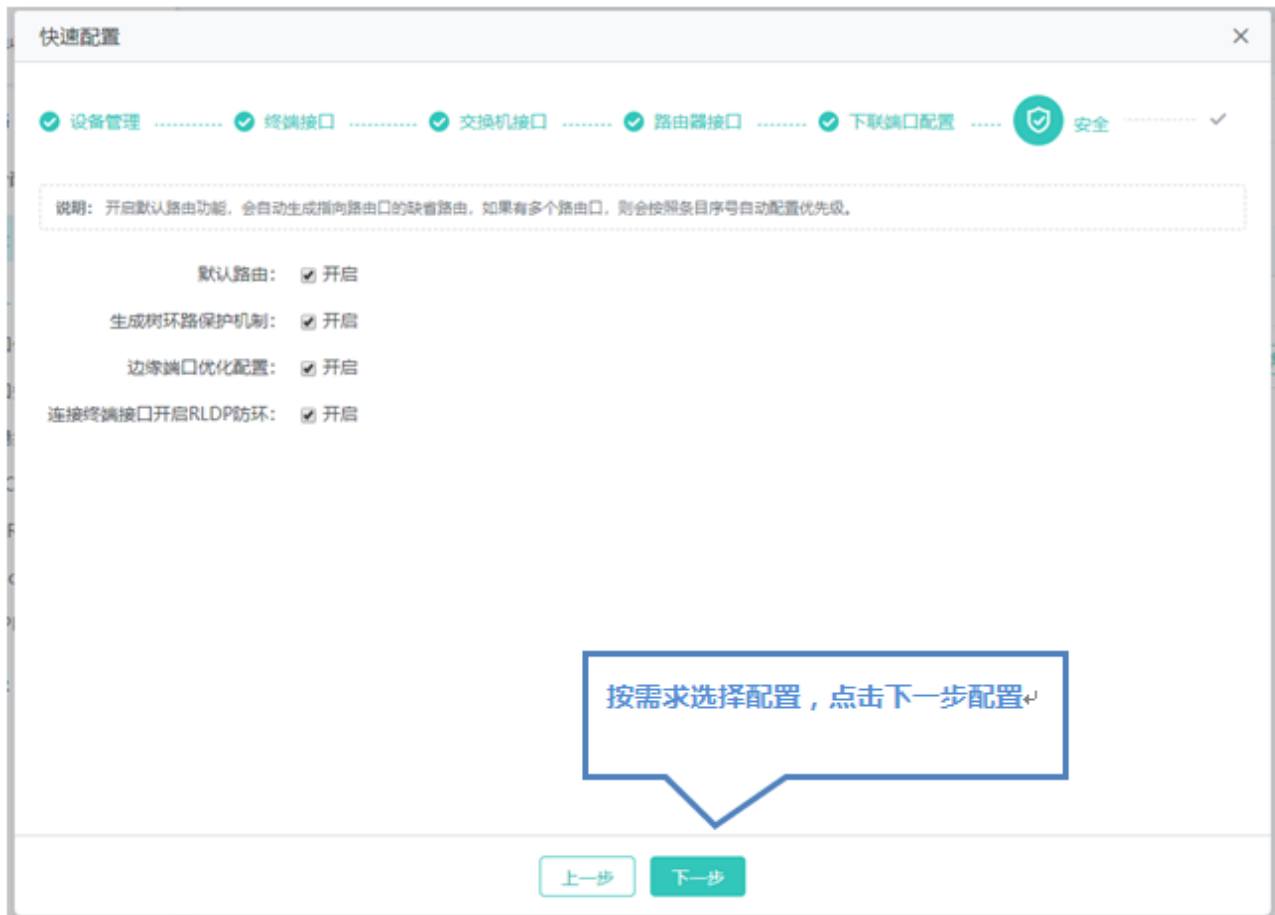 快速配置
设备管理 终端接口 交换机接口 路由器接口 下联端口配置 安全
说明：开启默认路由功能，会自动生成指向路由口的缺省路由，如果有多个路由口，则会按照条目序号自动配置优先级。
默认路由： 开启
生成树环路保护机制： 开启
边缘端口优化配置： 开启
连接终端接口开启RLDP防环： 开启
按需求选择配置，点击下一步配置↵
上一步 下一步